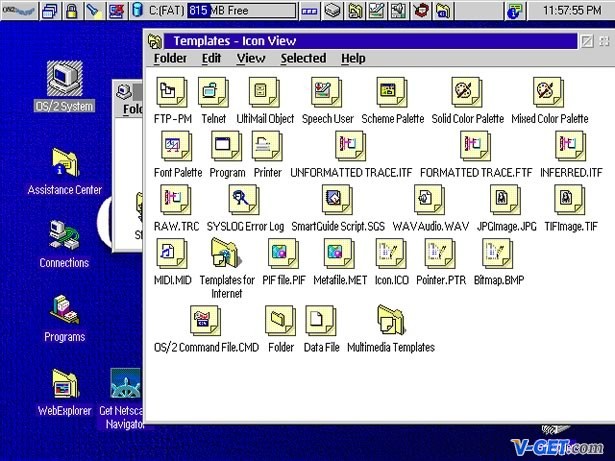 OS/2
C:(FAT) 815 MB Free
11:57:55 PM
Templates - Icon View
Folder Edit View Selected Help
FTP-PM Telnet UltiMail Object Speech User Scheme Palette Solid Color Palette Mixed Color Palette
Font Palette Program Printer UNFORMATTED TRACE.ITF FORMATTED TRACE.FTF INFERRED.ITF
RAW.TRC SYSLOG Error Log SmartGuide Script.SGS WAVAudio.WAV JPGImage.JPG TIFImage.TIF
MIDI.MID Templates for Internet PIF file.PIF Metafile.MET Icon.ICO Pointer.PTR Bitmap.BMP
OS/2 Command File.CMD Folder Data File Multimedia Templates
OS/2 System
Fold
Assistance Center
St
Connections
Programs
WebExplorer
Get Netsca
Navigator
V-GET.com